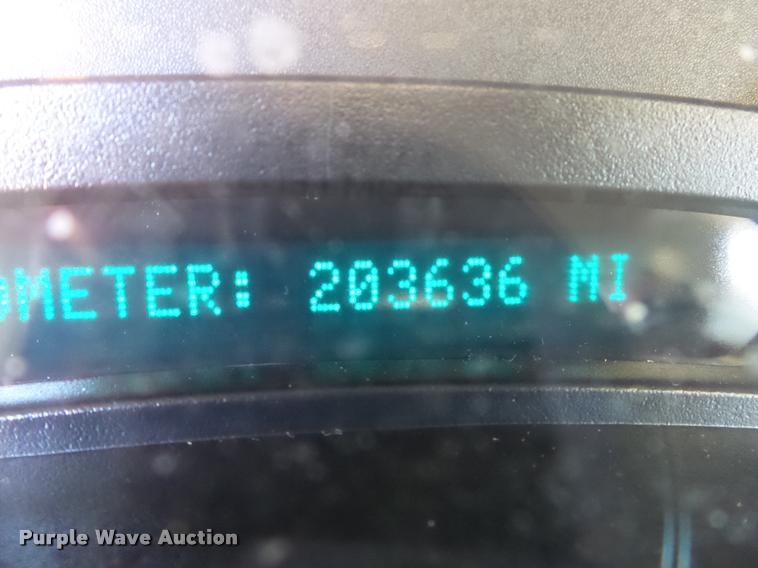 OMETER: 203636 MI
Purple Wave Auction